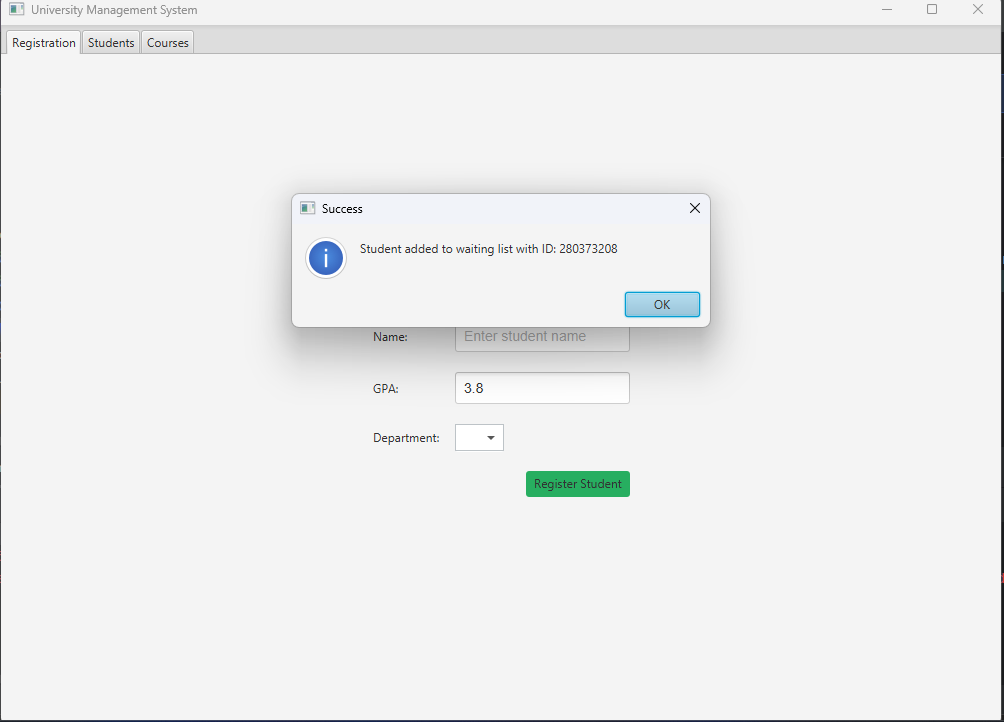 University Management System
Registration Students Courses
Success
Student added to waiting list with ID: 280373208
OK
Name: Enter student name
GPA: 3.8
Department:
Register Student